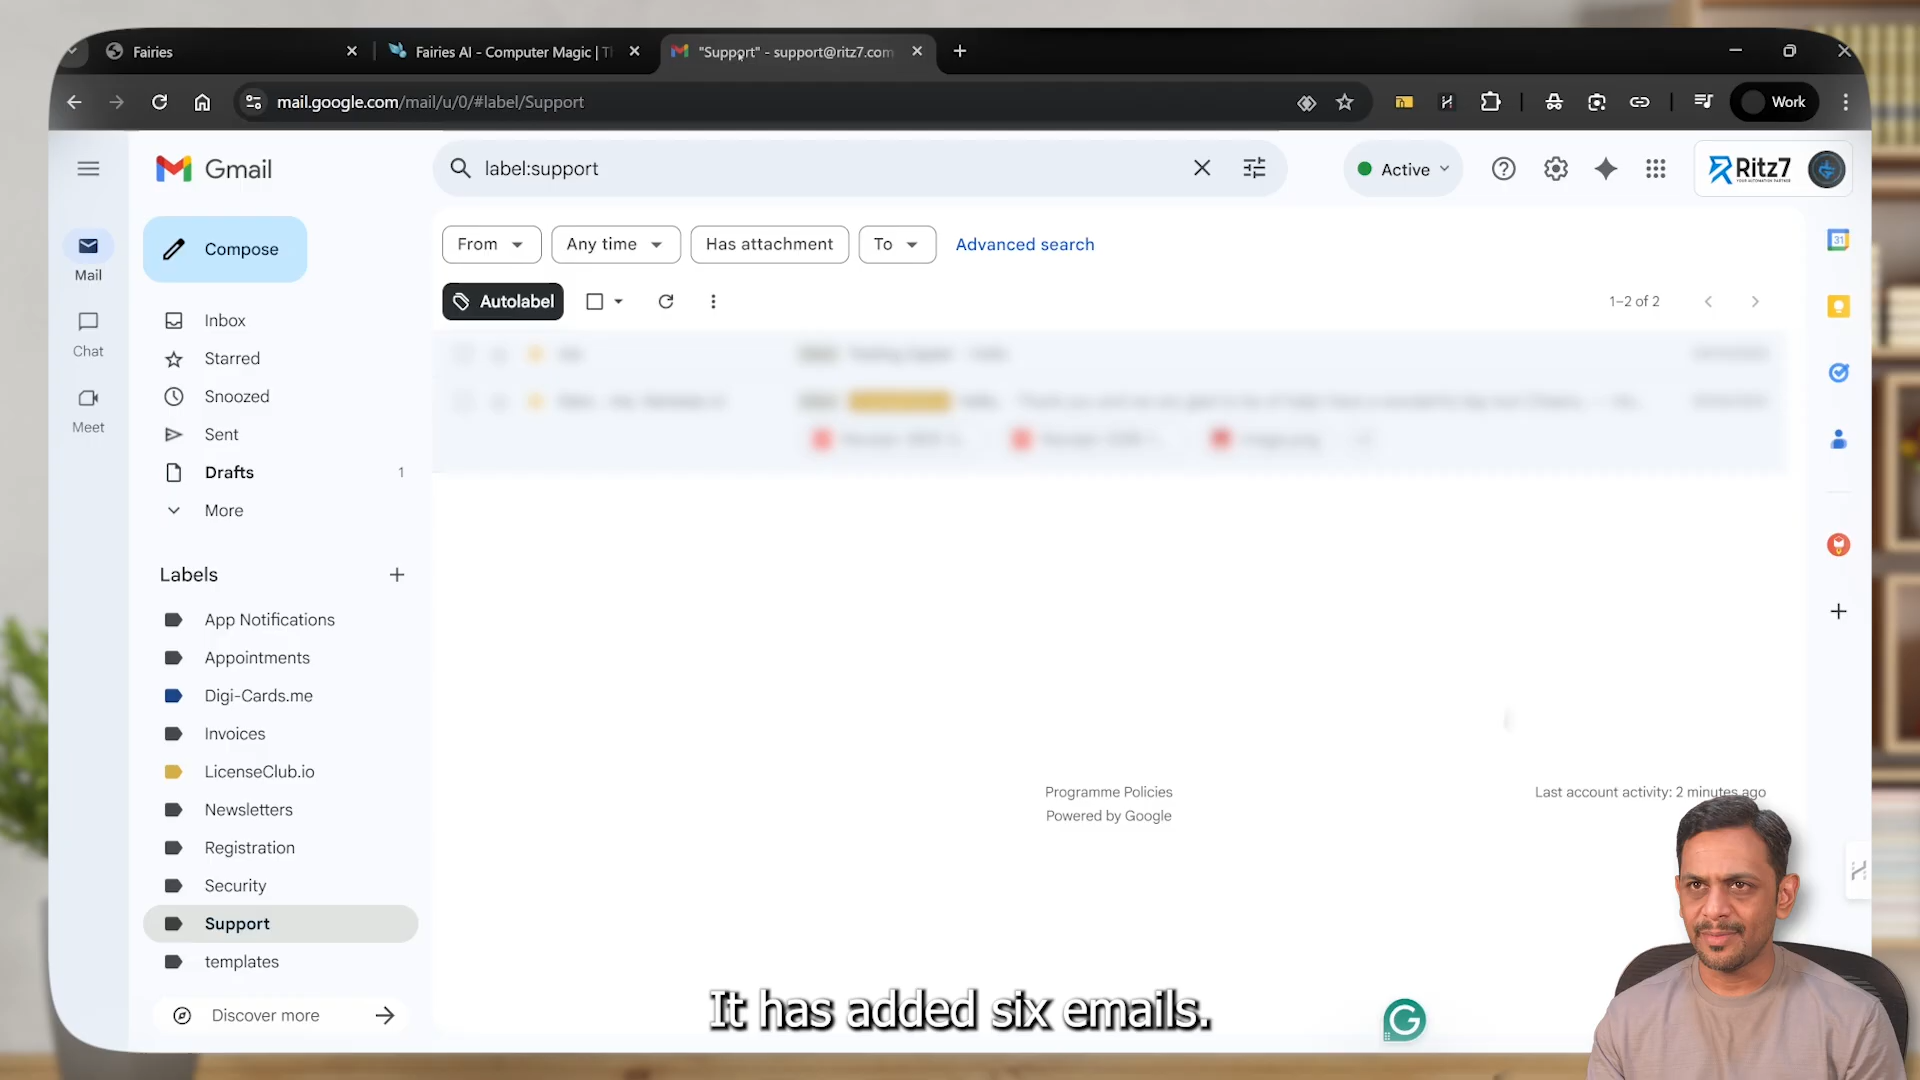 Fairies
Fairies AI - Computer Magic | T
"Support" - support@ritz7.com
mail.google.com/mail/u/0/#label/Support
Work
Gmail
label:support
Active
Ritz7
Compose
Mail
Chat
Meet
From
Any time
Has attachment
To
Advanced search
Autolabel
1–2 of 2
31
Inbox
Starred
Snoozed
Sent
Drafts
1
More
Labels
App Notifications
Appointments
Digi-Cards.me
Invoices
LicenseClub.io
Newsletters
Registration
Security
Support
templates
Discover more
Programme Policies
Powered by Google
Last account activity: 2 minutes ago
It has added six emails.